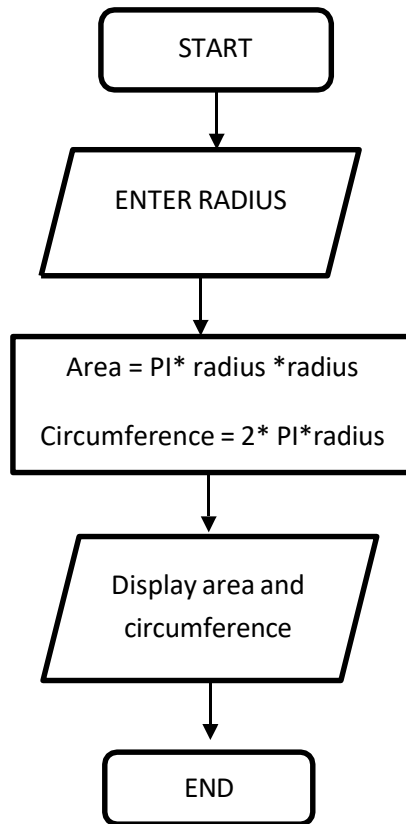 START
ENTER RADIUS
Area = PI* radius *radius
Circumference = 2* PI*radius
Display area and
circumference
END